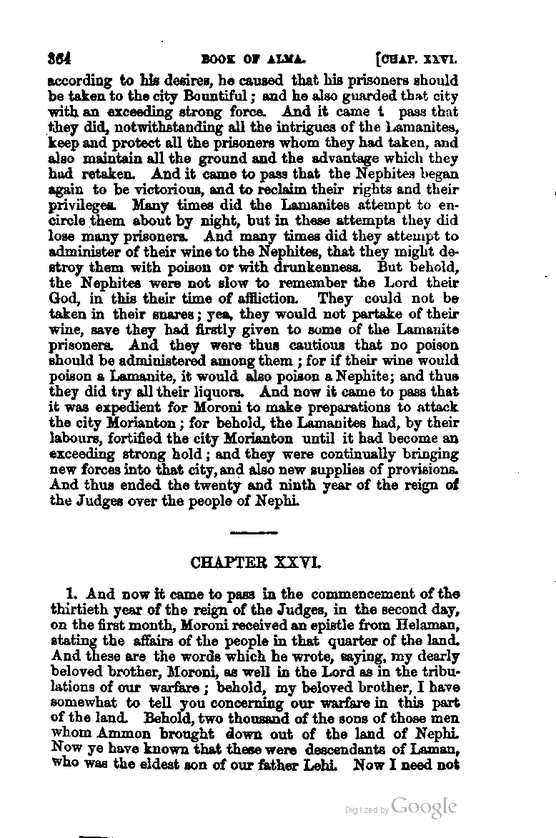 364 BOOK OF ALMA. [CHAP. XXVI.
according to his desires, he caused that his prisoners should
be taken to the city Bountiful; and he also guarded that city
with an exceeding strong force. And it came t pass that
they did, notwithstanding all the intrigues of the Lamanites,
keep and protect all the prisoners whom they had taken, and
also maintain all the ground and the advantage which they
had retaken. And it came to pass that the Nephites began
again to be victorious, and to reclaim their rights and their
privileges. Many times did the Lamanites attempt to en-
circle them about by night, but in these attempts they did
lose many prisoners. And many times did they attempt to
administer of their wine to the Nephites, that they might de-
stroy them with poison or with drunkenness. But behold,
the Nephites were not slow to remember the Lord their
God, in this their time of affliction. They could not be
taken in their snares; yea, they would not partake of their
wine, save they had firstly given to some of the Lamanite
prisoners. And they were thus cautious that no poison
should be administered among them; for if their wine would
poison a Lamanite, it would also poison a Nephite; and thus
they did try all their liquors. And now it came to pass that
it was expedient for Moroni to make preparations to attack
the city Morianton; for behold, the Lamanites had, by their
labours, fortified the city Morianton until it had become an
exceeding strong hold; and they were continually bringing
new forces into that city, and also new supplies of provisions.
And thus ended the twenty and ninth year of the reign of
the Judges over the people of Nephi.
CHAPTER XXVI.
1. And now it came to pass in the commencement of the
thirtieth year of the reign of the Judges, in the second day,
on the first month, Moroni received an epistle from Helaman,
stating the affairs of the people in that quarter of the land.
And these are the words which he wrote, saying, my dearly
beloved brother, Moroni, as well in the Lord as in the tribu-
lations of our warfare; behold, my beloved brother, I have
somewhat to tell you concerning our warfare in this part
of the land. Behold, two thousand of the sons of those men
whom Ammon brought down out of the land of Nephi.
Now ye have known that these were descendants of Laman,
who was the eldest son of our father Lehi. Now I need not
Digitized by Google